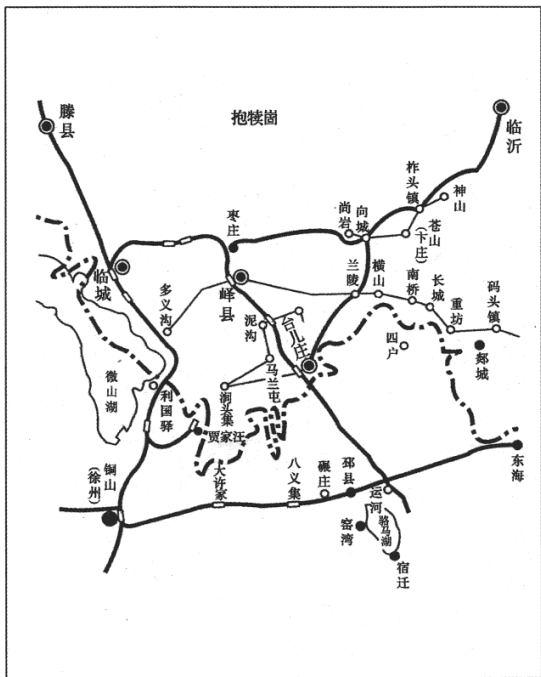 滕县
抱犊崮
临沂
柞头镇
神山
尚岩
向城
苍山
(卞庄)
枣庄
临城
峄县
兰陵
横山
南桥
长城
重坊
码头镇
多义沟
泥沟
台儿庄
四户
郯城
马兰屯
微山湖
利国驿
洞头集
贾家汪
铜山
(徐州)
大许家
八义集
碾庄
邳县
运河
东海
窑湾
骆马湖
宿迁